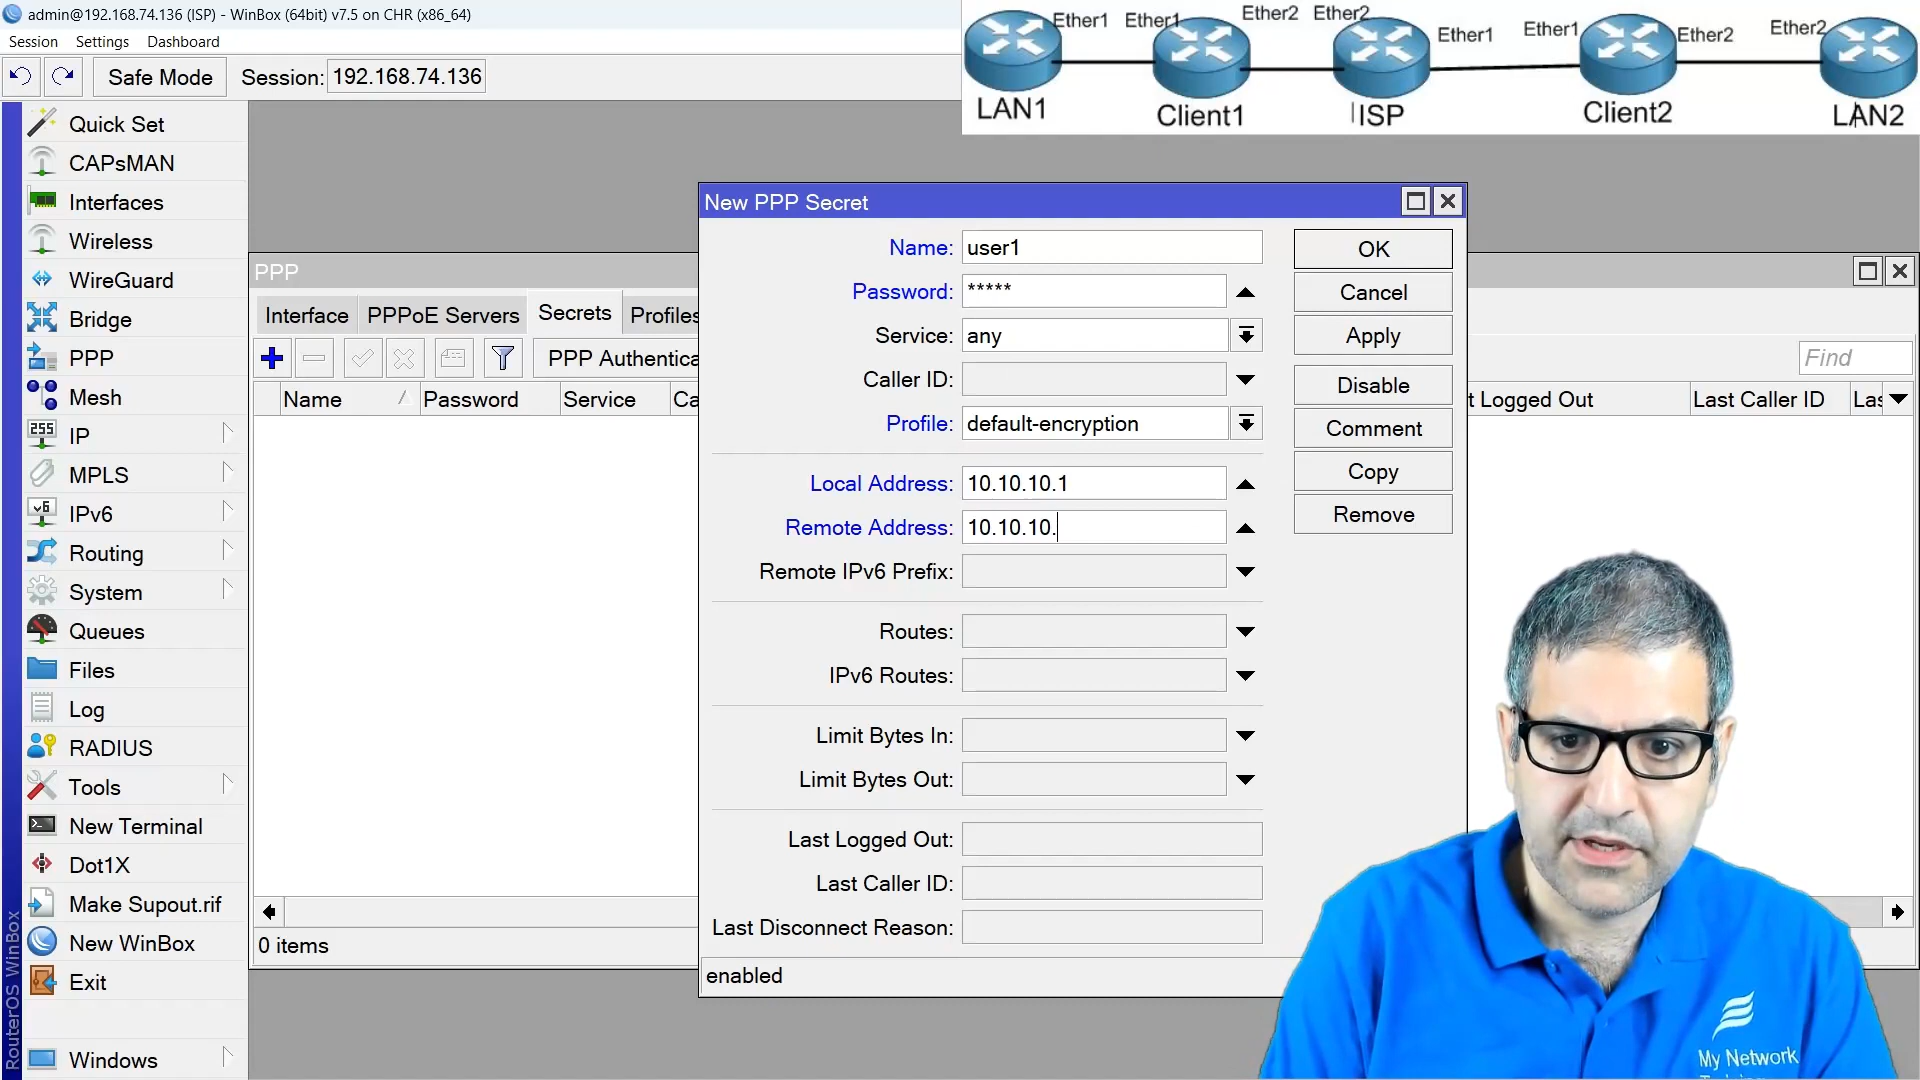 admin@192.168.74.136 (ISP) - WinBox (64bit) v7.5 on CHR (x86_64)
Session Settings Dashboard
Safe Mode Session: 192.168.74.136
Ether1 Ether1 Ether2 Ether2 Ether1 Ether1 Ether2 Ether2
LAN1 Client1 ISP Client2 LAN2
Quick Set
CAPsMAN
Interfaces
Wireless
WireGuard
Bridge
PPP
Mesh
255
IP
MPLS
v6
IPv6
Routing
System
Queues
Files
Log
RADIUS
Tools
New Terminal
Dot1X
Make Supout.rif
New WinBox
Exit
Windows
RouterOS WinBox
PPP
Interface PPPoE Servers Secrets Profiles
PPP Authentica
Find
Name Password Service Ca
t Logged Out Last Caller ID Las
0 items
New PPP Secret
Name: user1
Password: *****
Service: any
Caller ID:
Profile: default-encryption
Local Address: 10.10.10.1
Remote Address: 10.10.10.
Remote IPv6 Prefix:
Routes:
IPv6 Routes:
Limit Bytes In:
Limit Bytes Out:
Last Logged Out:
Last Caller ID:
Last Disconnect Reason:
enabled
OK
Cancel
Apply
Disable
Comment
Copy
Remove
My Network